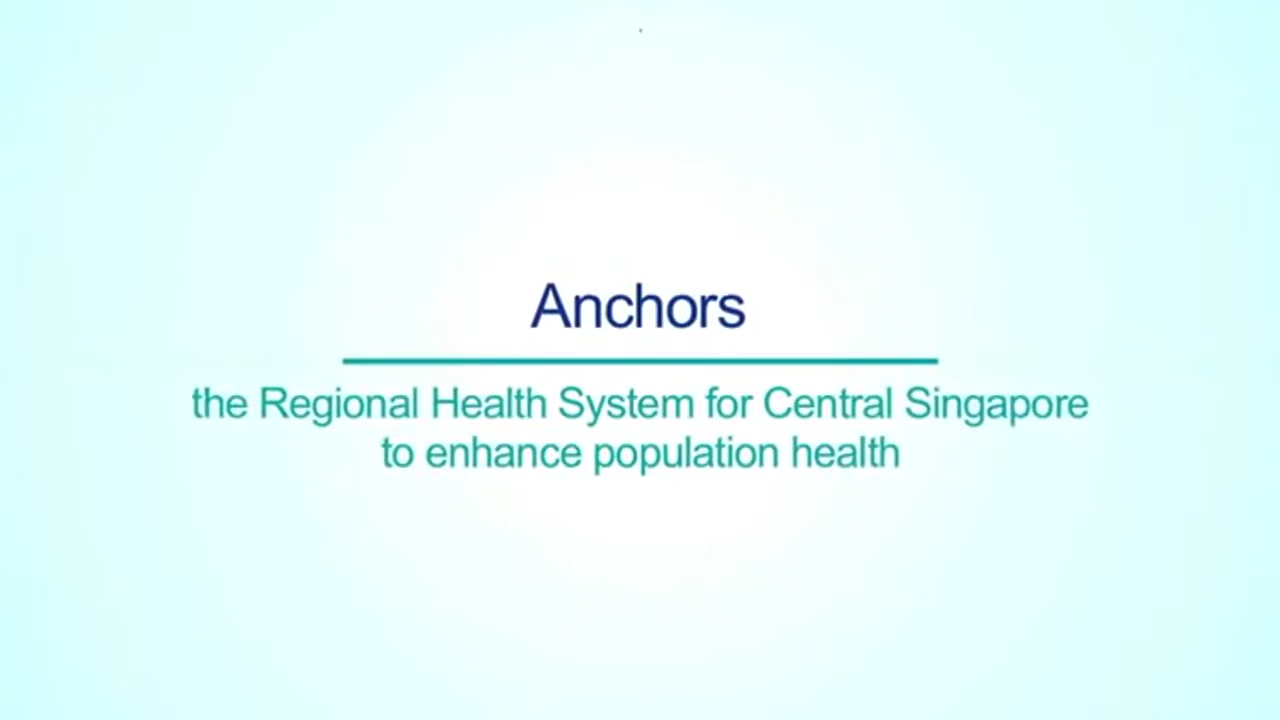 Anchors
the Regional Health System for Central Singapore
to enhance population health